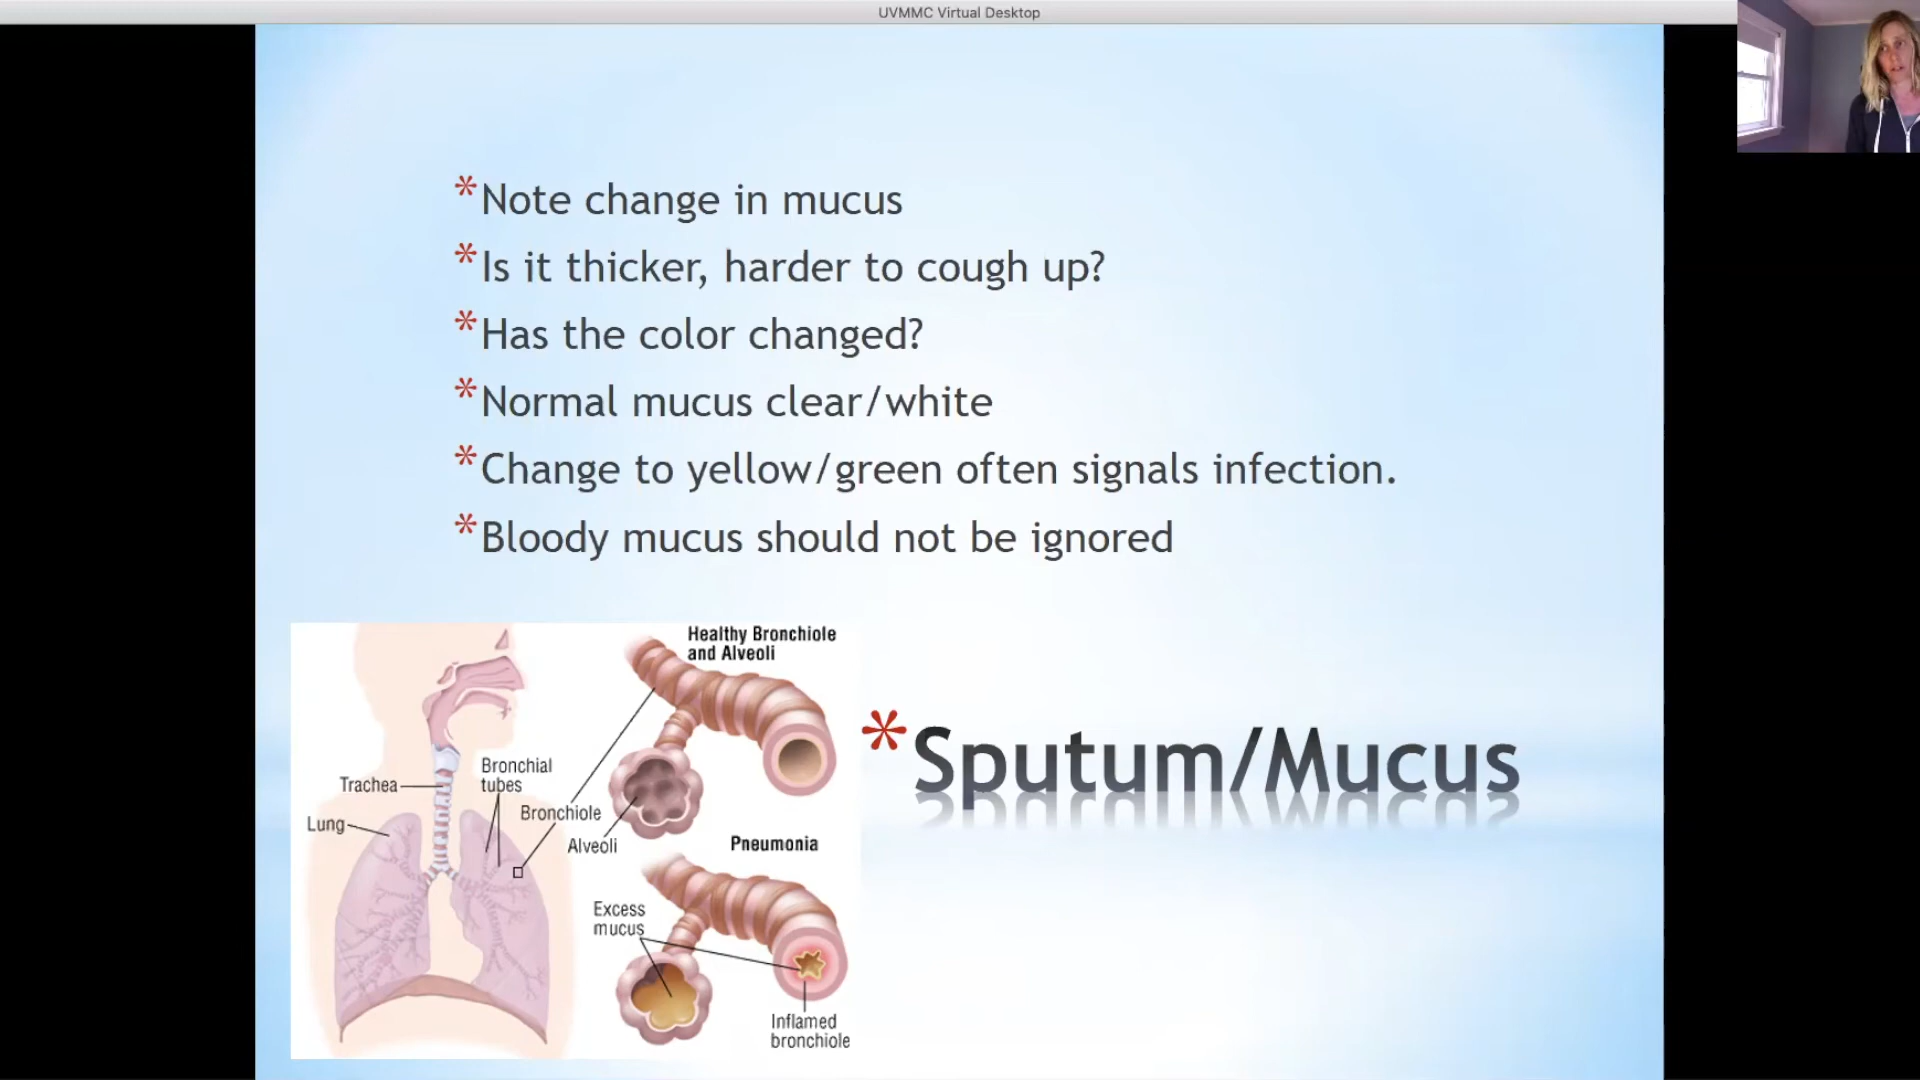 UVMMC Virtual Desktop
*Note change in mucus
*Is it thicker, harder to cough up?
*Has the color changed?
*Normal mucus clear/white
*Change to yellow/green often signals infection.
*Bloody mucus should not be ignored
Healthy Bronchiole
and Alveoli
Trachea
Bronchial
tubes
Lung
Bronchiole
Alveoli
Pneumonia
Excess
mucus
Inflamed
bronchiole
*Sputum/Mucus